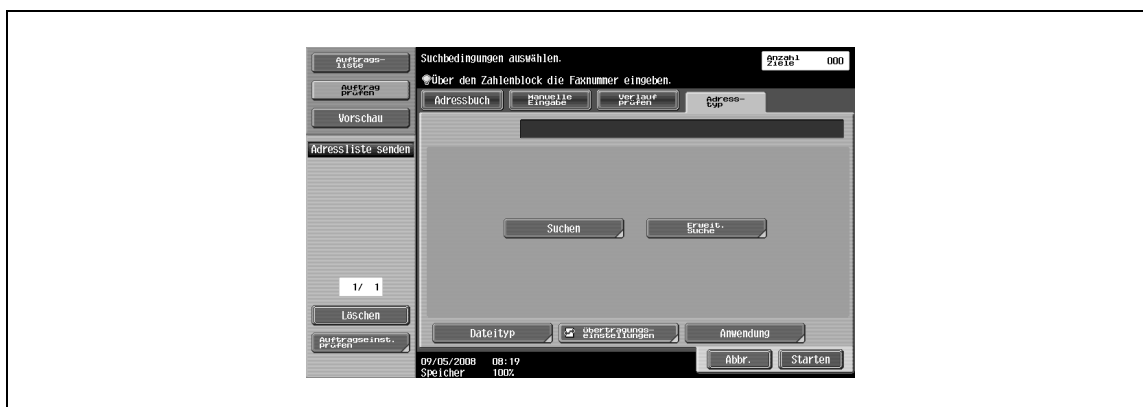 Auftrags-
liste
Auftrag
prüfen
Vorschau
Adressliste senden
1/ 1
Löschen
Auftragseinst.
prüfen
Suchbedingungen auswählen.
Über den Zahlenblock die Faxnummer eingeben.
Anzahl
Ziele
000
Adressbuch
Manuelle
Eingabe
Verlauf
prüfen
Adress-
typ
Suchen
Erweit.
Suche
Dateityp
Übertragungs-
einstellungen
Anwendung
09/05/2008 08:19
Speicher 100%
Abbr.
Starten